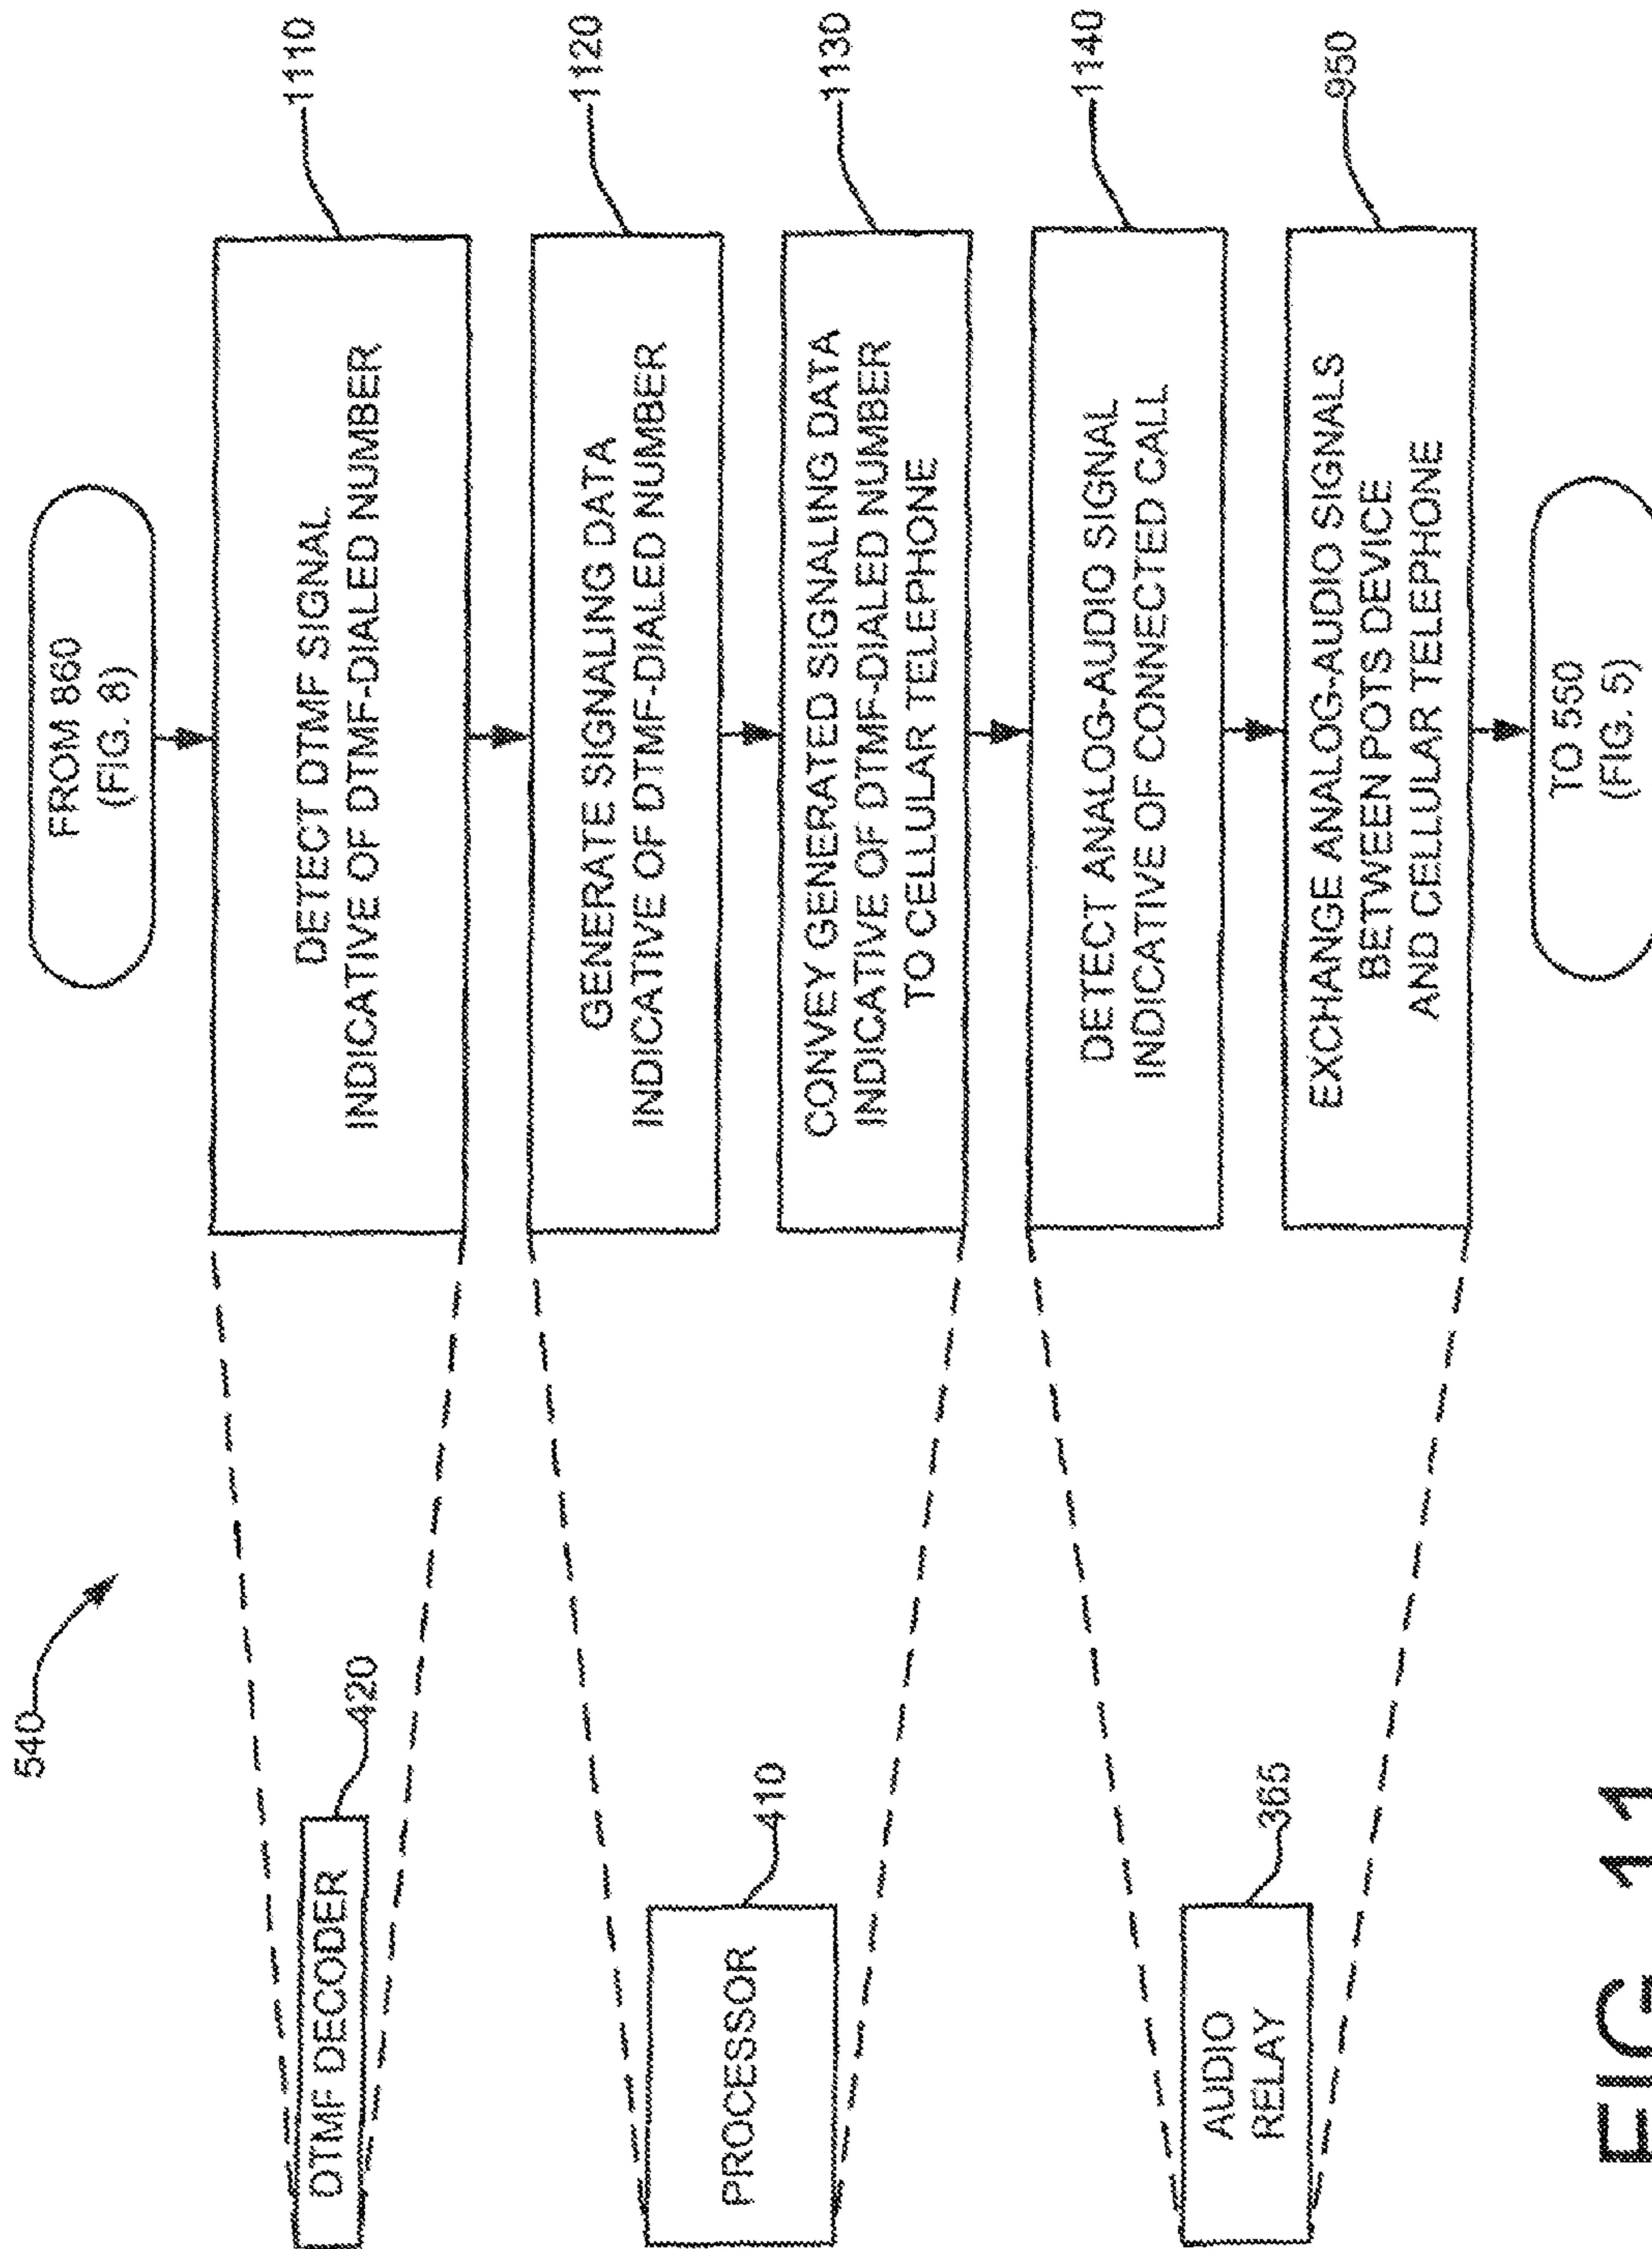 540
FROM 860
(FIG. 8)
DTMF DECODER
420
DETECT DTMF SIGNAL
INDICATIVE OF DTMF-DIALED NUMBER
1110
GENERATE SIGNALING DATA
INDICATIVE OF DTMF-DIALED NUMBER
1120
PROCESSOR
410
CONVEY GENERATED SIGNALING DATA
INDICATIVE OF DTMF-DIALED NUMBER
TO CELLULAR TELEPHONE
1130
DETECT ANALOG-AUDIO SIGNAL
INDICATIVE OF CONNECTED CALL
1140
AUDIO
RELAY
365
EXCHANGE ANALOG-AUDIO SIGNALS
BETWEEN POTS DEVICE
AND CELLULAR TELEPHONE
950
TO 550
(FIG. 5)
FIG. 11